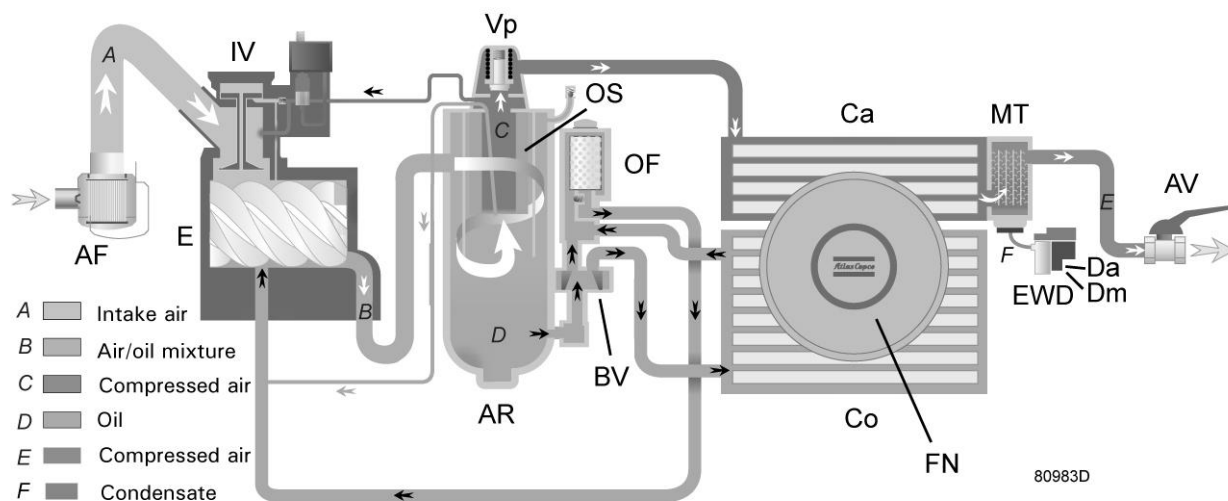 A
IV
Vp
OS
C
OF
Ca
MT
AV
E
AF
E
B
D
F
Da
Dm
EWD
Atlas Copco
BV
AR
Co
FN
80983D
A Intake air
B Air/oil mixture
C Compressed air
D Oil
E Compressed air
F Condensate